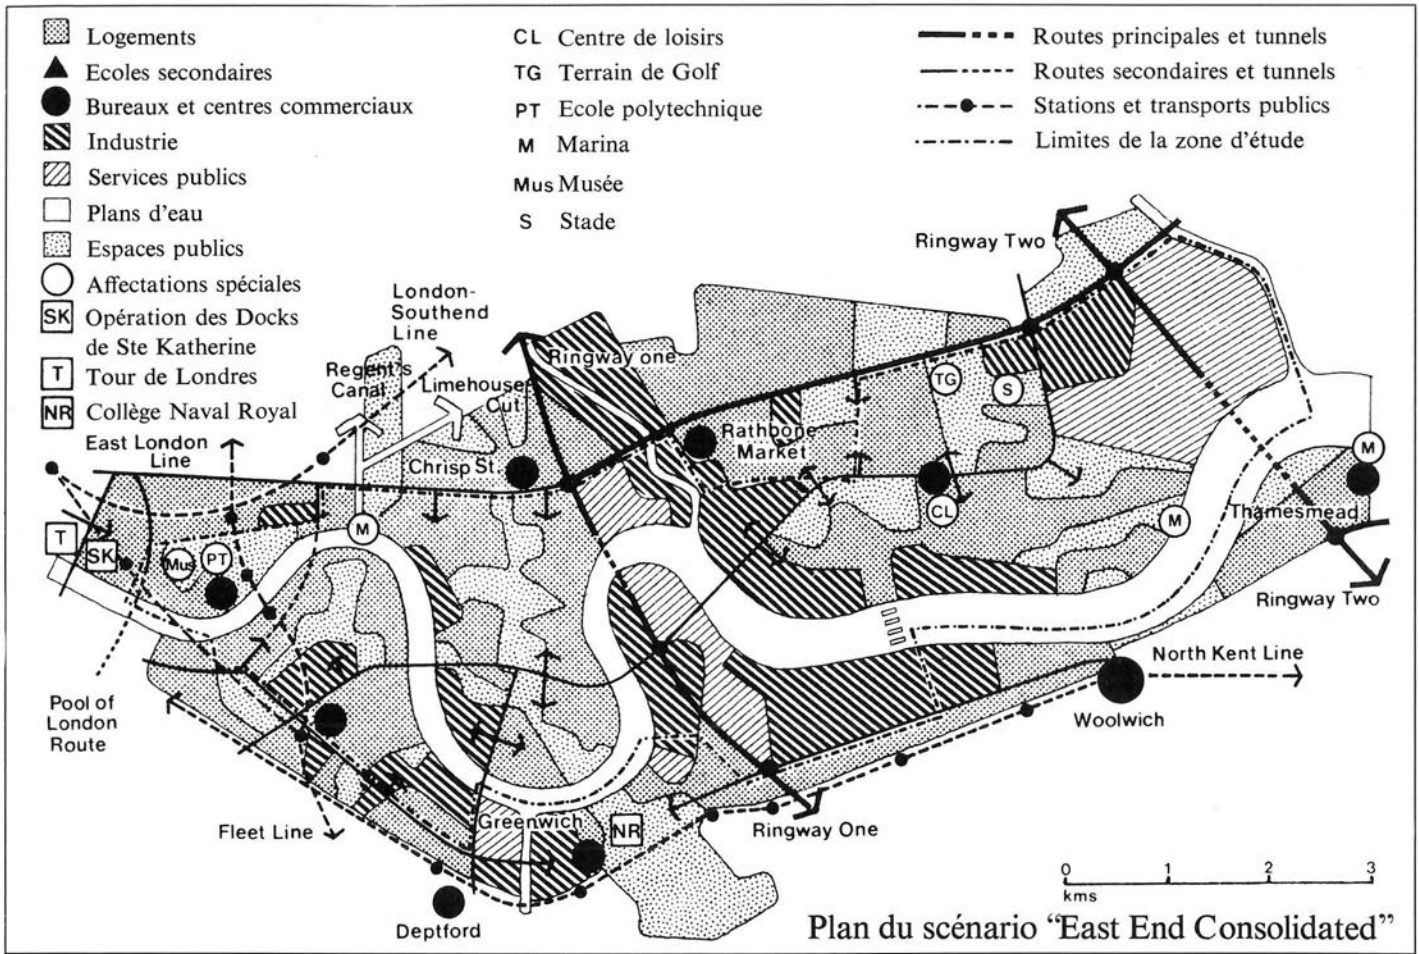 Logements
Ecoles secondaires
Bureaux et centres commerciaux
Industrie
Services publics
Plans d'eau
Espaces publics
Affectations spéciales
SK Opération des Docks
de Ste Katherine
T Tour de Londres
NR Collège Naval Royal
CL Centre de loisirs
TG Terrain de Golf
PT Ecole polytechnique
M Marina
Mus Musée
S Stade
Routes principales et tunnels
Routes secondaires et tunnels
Stations et transports publics
Limites de la zone d'étude
Ringway Two
London-
Southend
Line
Ringway one
Regent's
Canal
Limehouse
Cut
TG
S
East London
Line
Chrisp St.
Rathbone
Market
M
CL
M
M
Thamesmead
T
SK
Mus
PT
Ringway Two
North Kent Line
Pool of
London
Route
Woolwich
Fleet Line
Greenwich
NR
Ringway One
Deptford
0 1 2 3
kms
Plan du scénario “East End Consolidated”